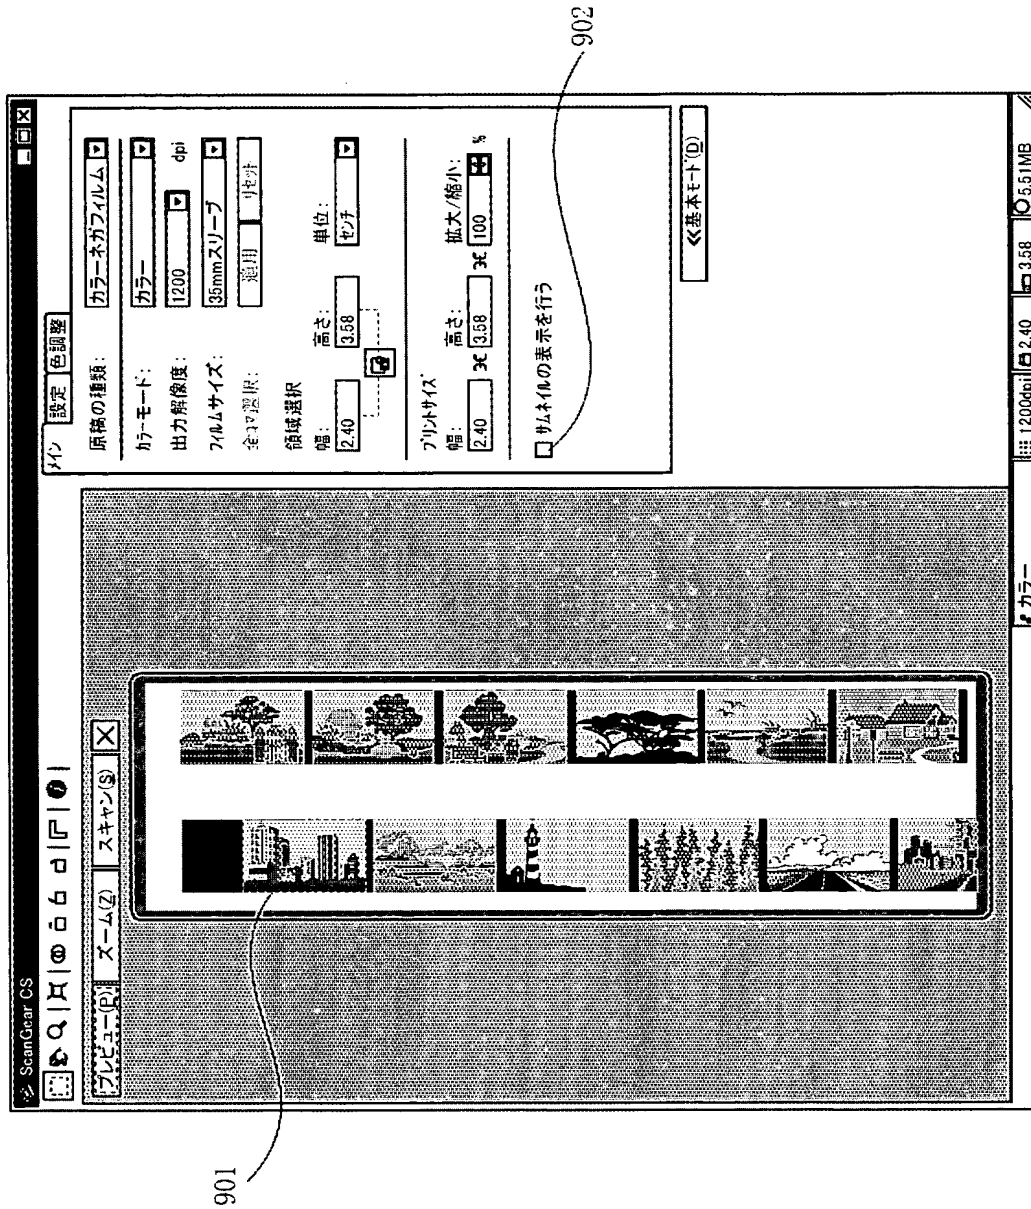 ScanGear CS
プレビュー(P) ズーム(Z) スキャン(S)
メイン 設定 色調整
原稿の種類: カラーネガフィルム
カラーモード: カラー
出力解像度: 1200 dpi
フィルムサイズ: 35mmスリーブ
全コマ選択: 適用 リセット
領域選択
幅: 高さ: 単位:
2.40 3.58 センチ
プリントサイズ
幅: 高さ: 拡大/縮小:
2.40 3.58 100 %
サムネイルの表示を行う
≪基本モード(D)
カラー 1200dpi 2.40 3.58 5.51MB
901
902